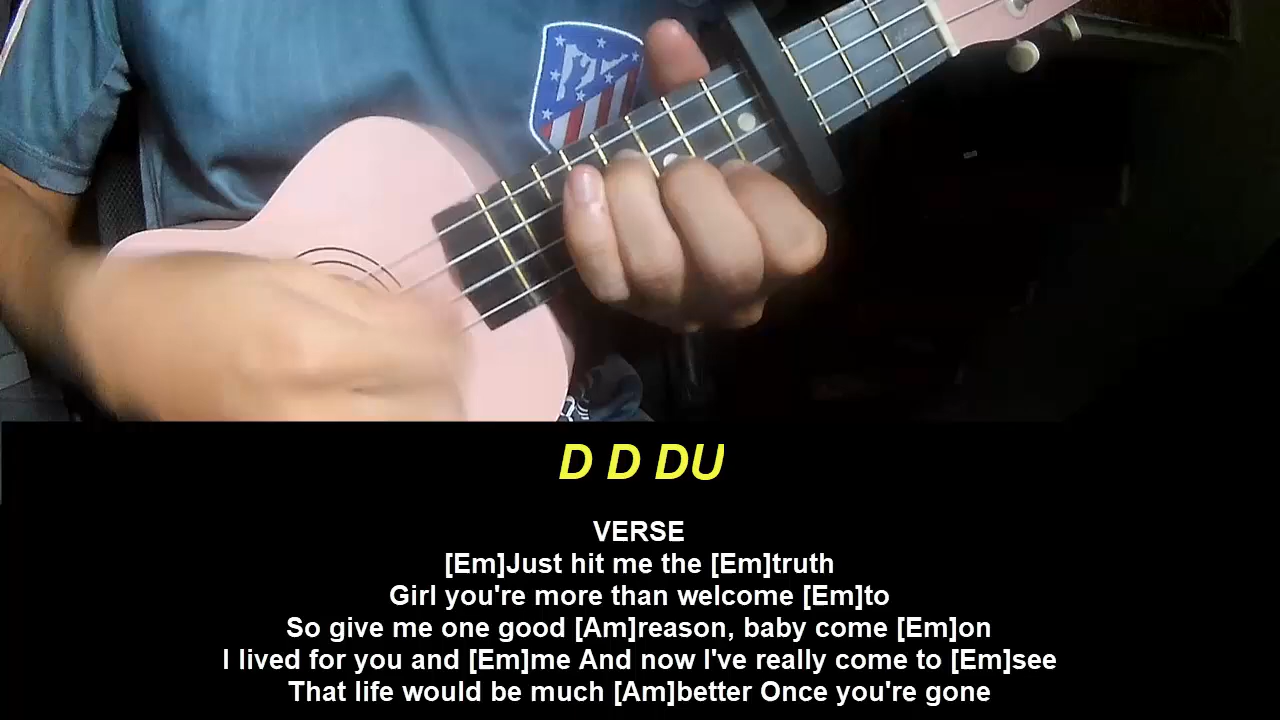 D D DU
VERSE
[Em]Just hit me the [Em]truth
Girl you're more than welcome [Em]to
So give me one good [Am]reason, baby come [Em]on
I lived for you and [Em]me And now I've really come to [Em]see
That life would be much [Am]better Once you're gone